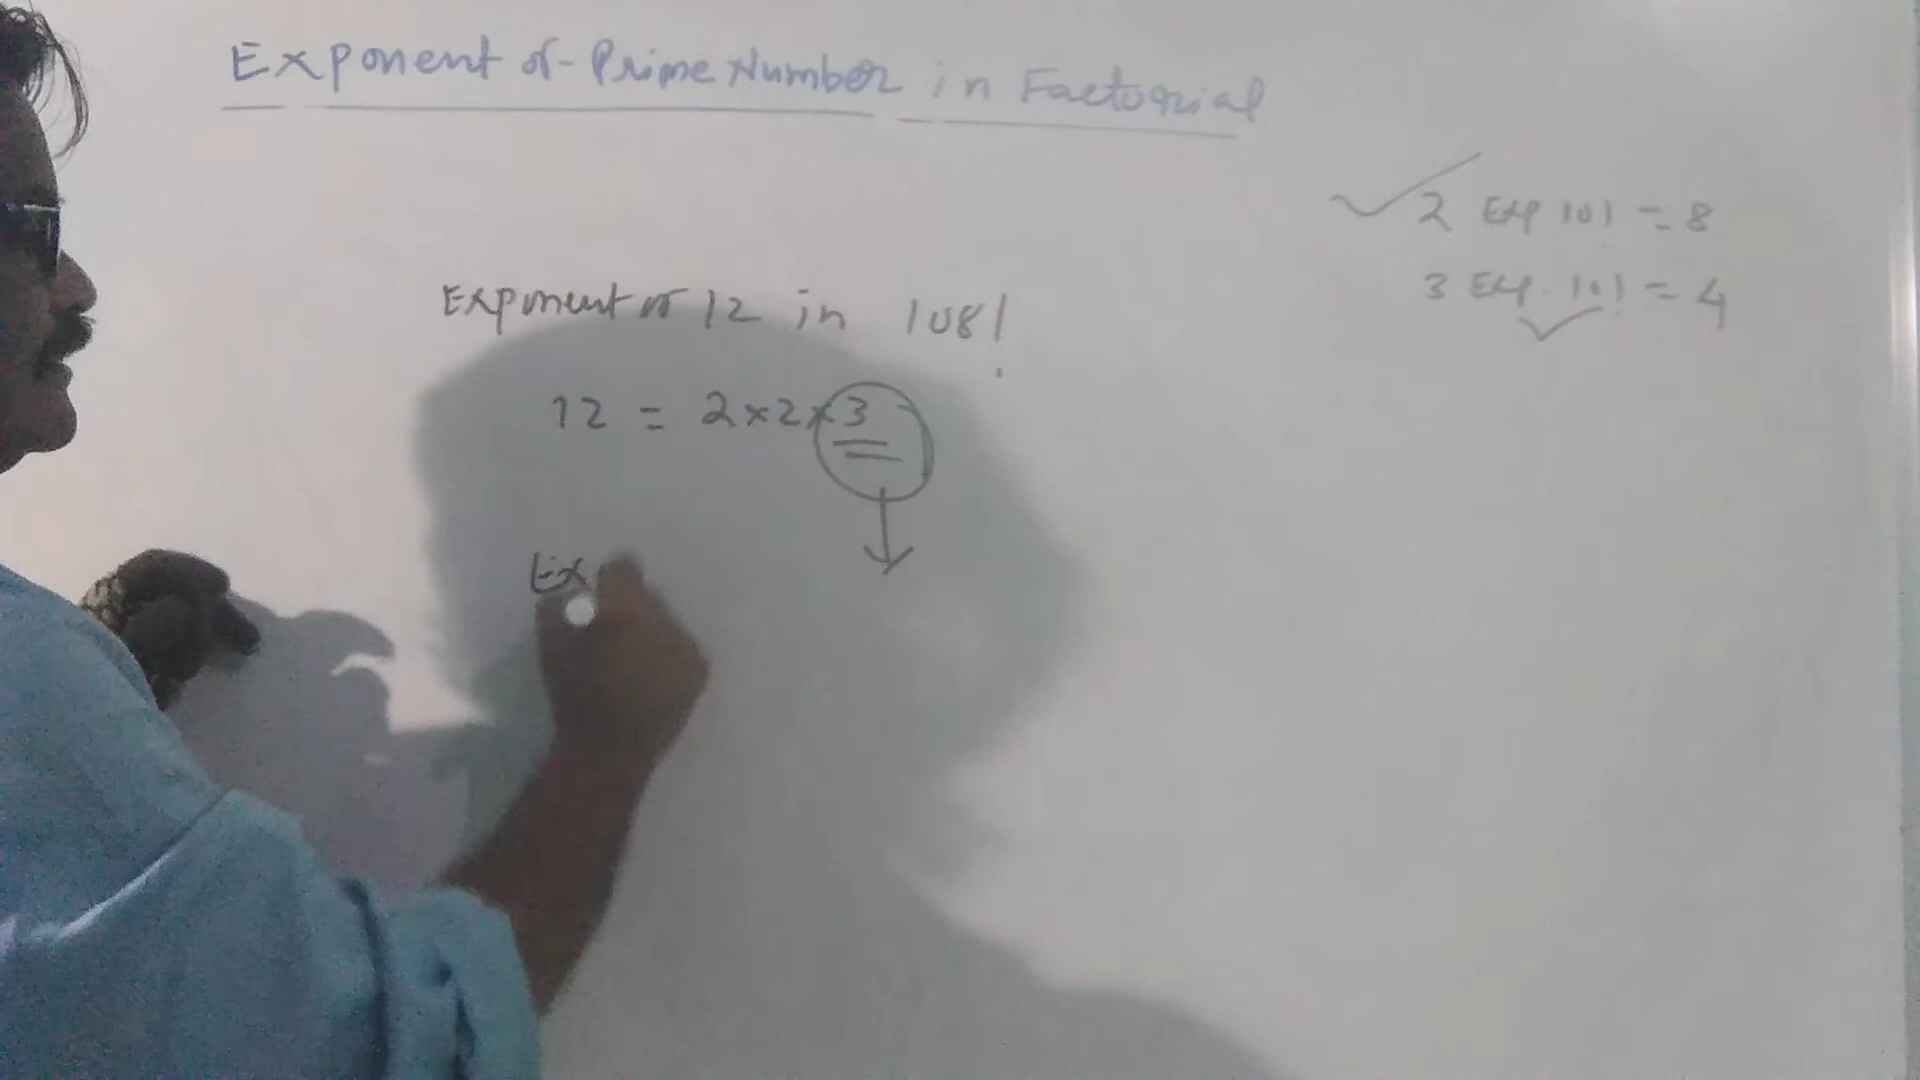 Exponent of Prime Number in Factorial
2 Exp 10! = 8
3 Exp. 10! = 4
Exponent of 12 in 108!
12 = 2×2×3
Ex